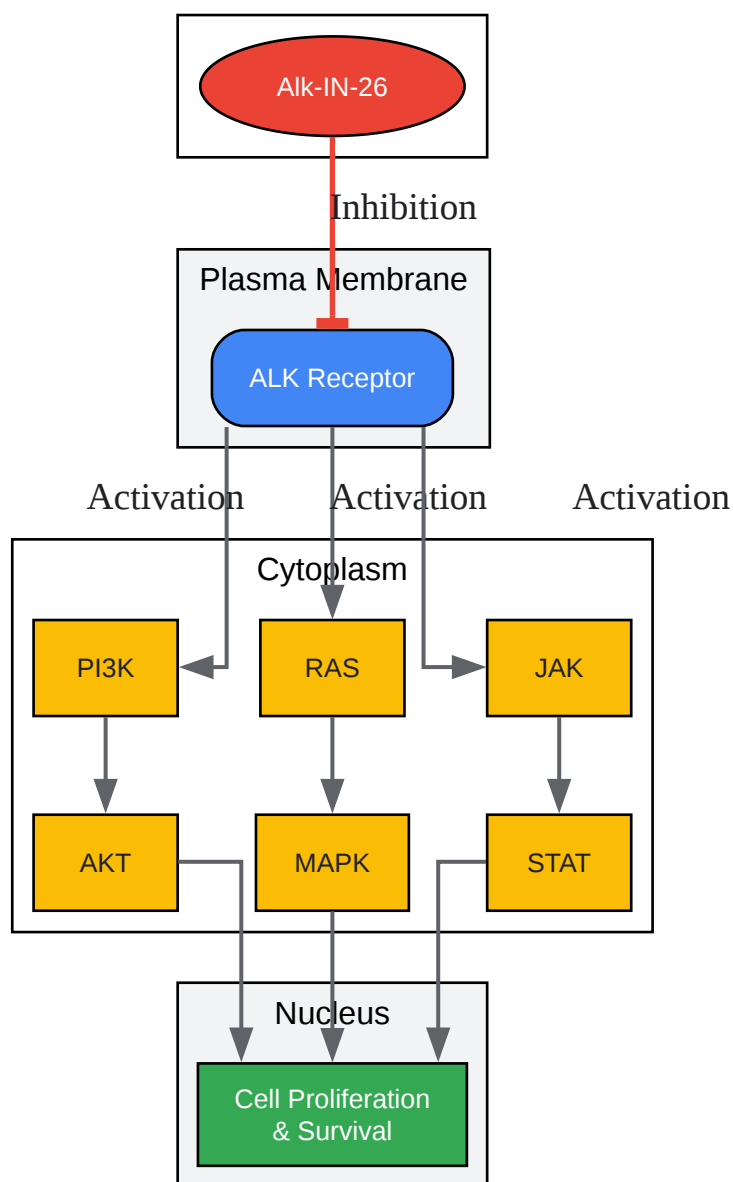 Alk-IN-26
Inhibition
Plasma Membrane
ALK Receptor
Activation
Activation
Activation
Cytoplasm
PI3K
RAS
JAK
AKT
MAPK
STAT
Nucleus
Cell Proliferation
& Survival